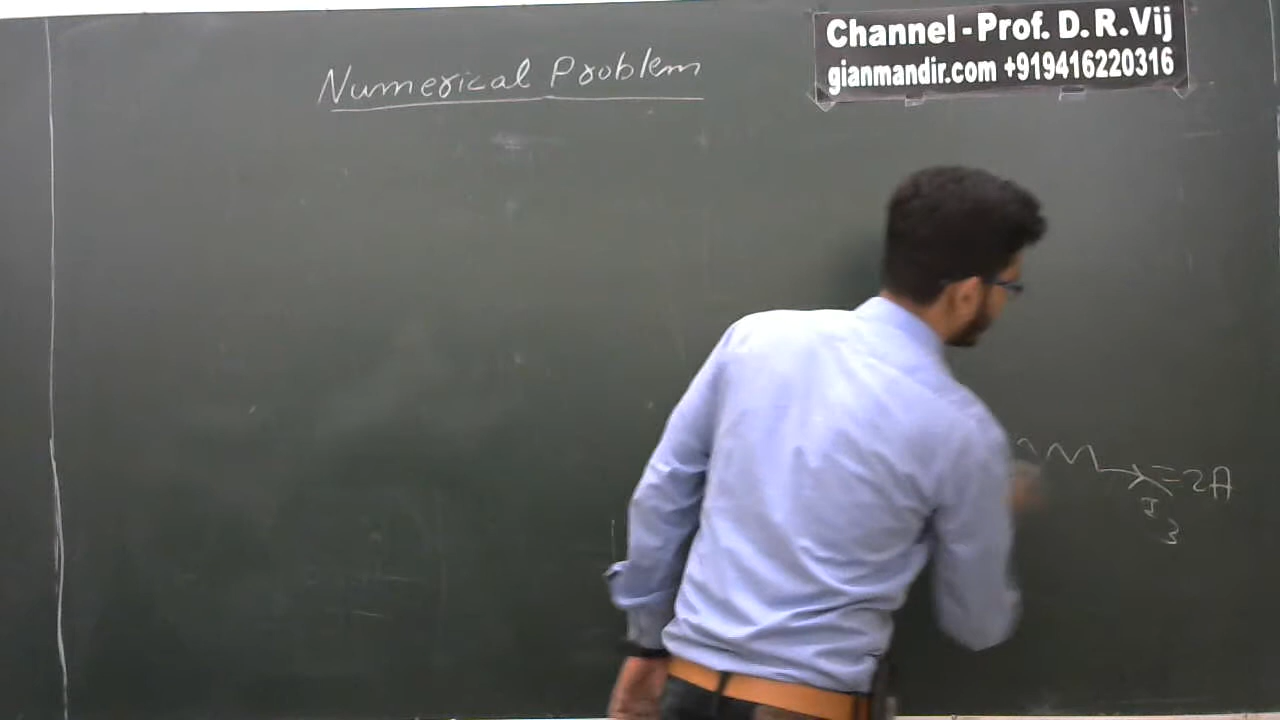 Channel - Prof. D. R. Vij
gianmandir.com +919416220316
Numerical Problem
= 2A
I
3